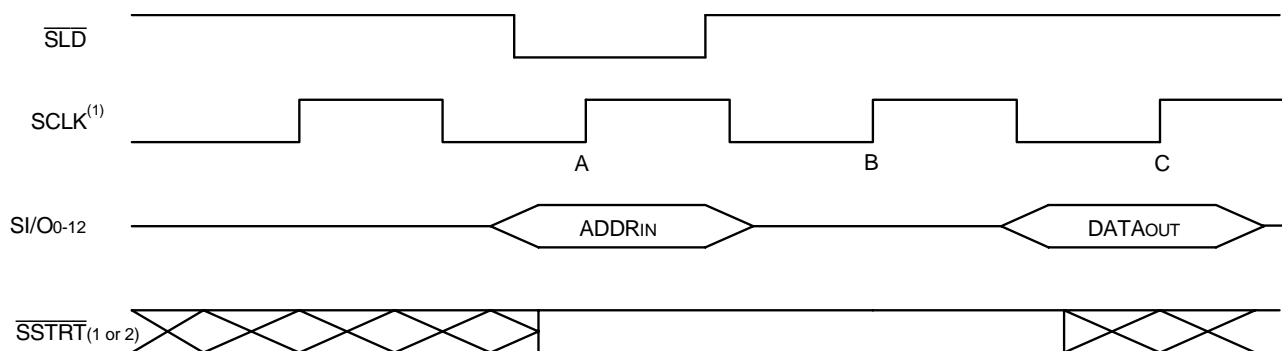 SLD
SCLK(1)
A B C
SI/O0-12 ADDRIN DATAOUT
SSTRT(1 or 2)